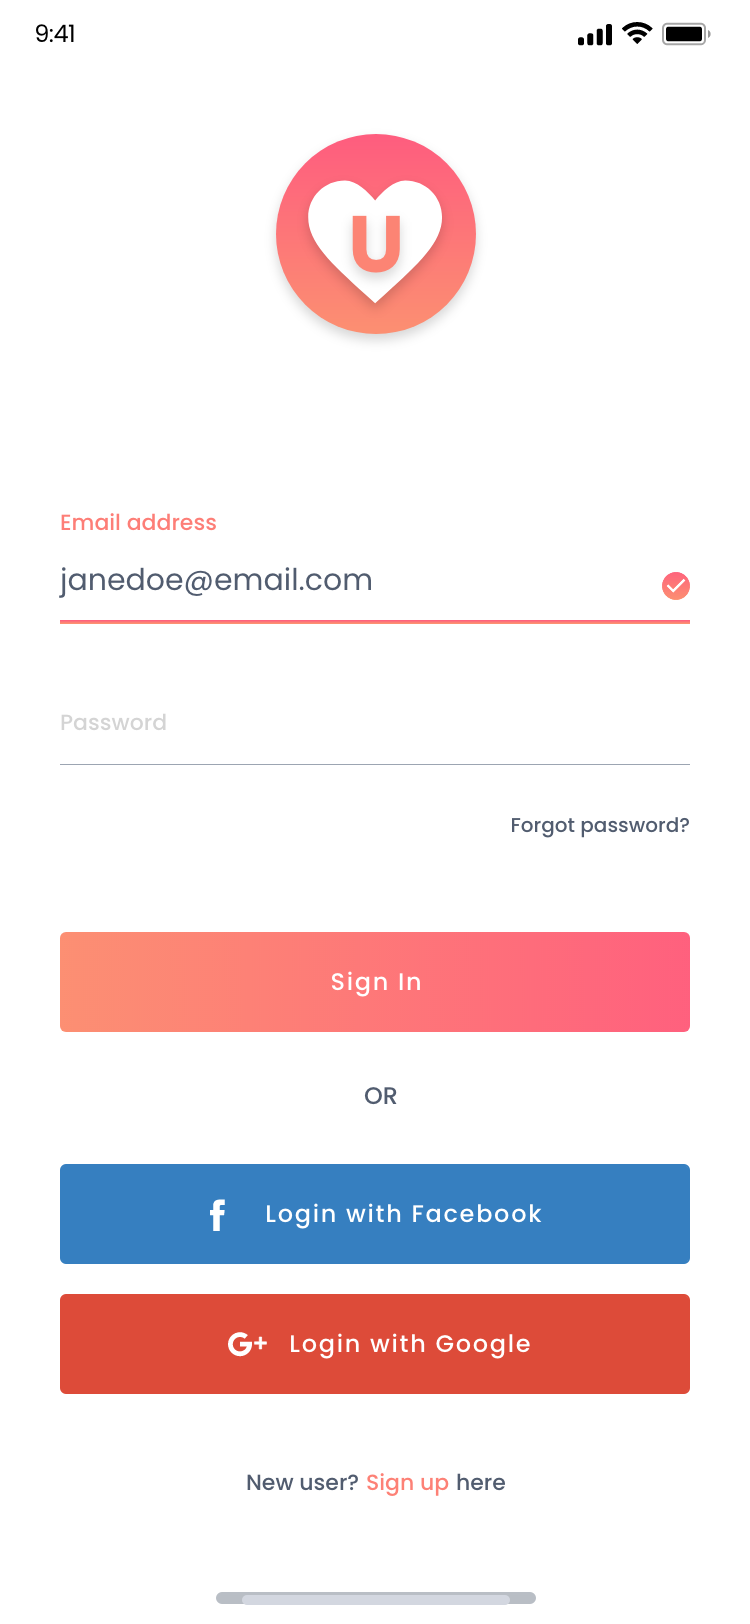 9:41
U
Email address
janedoe@email.com
Password
Forgot password?
Sign In
OR
f Login with Facebook
G+ Login with Google
New user? Sign up here